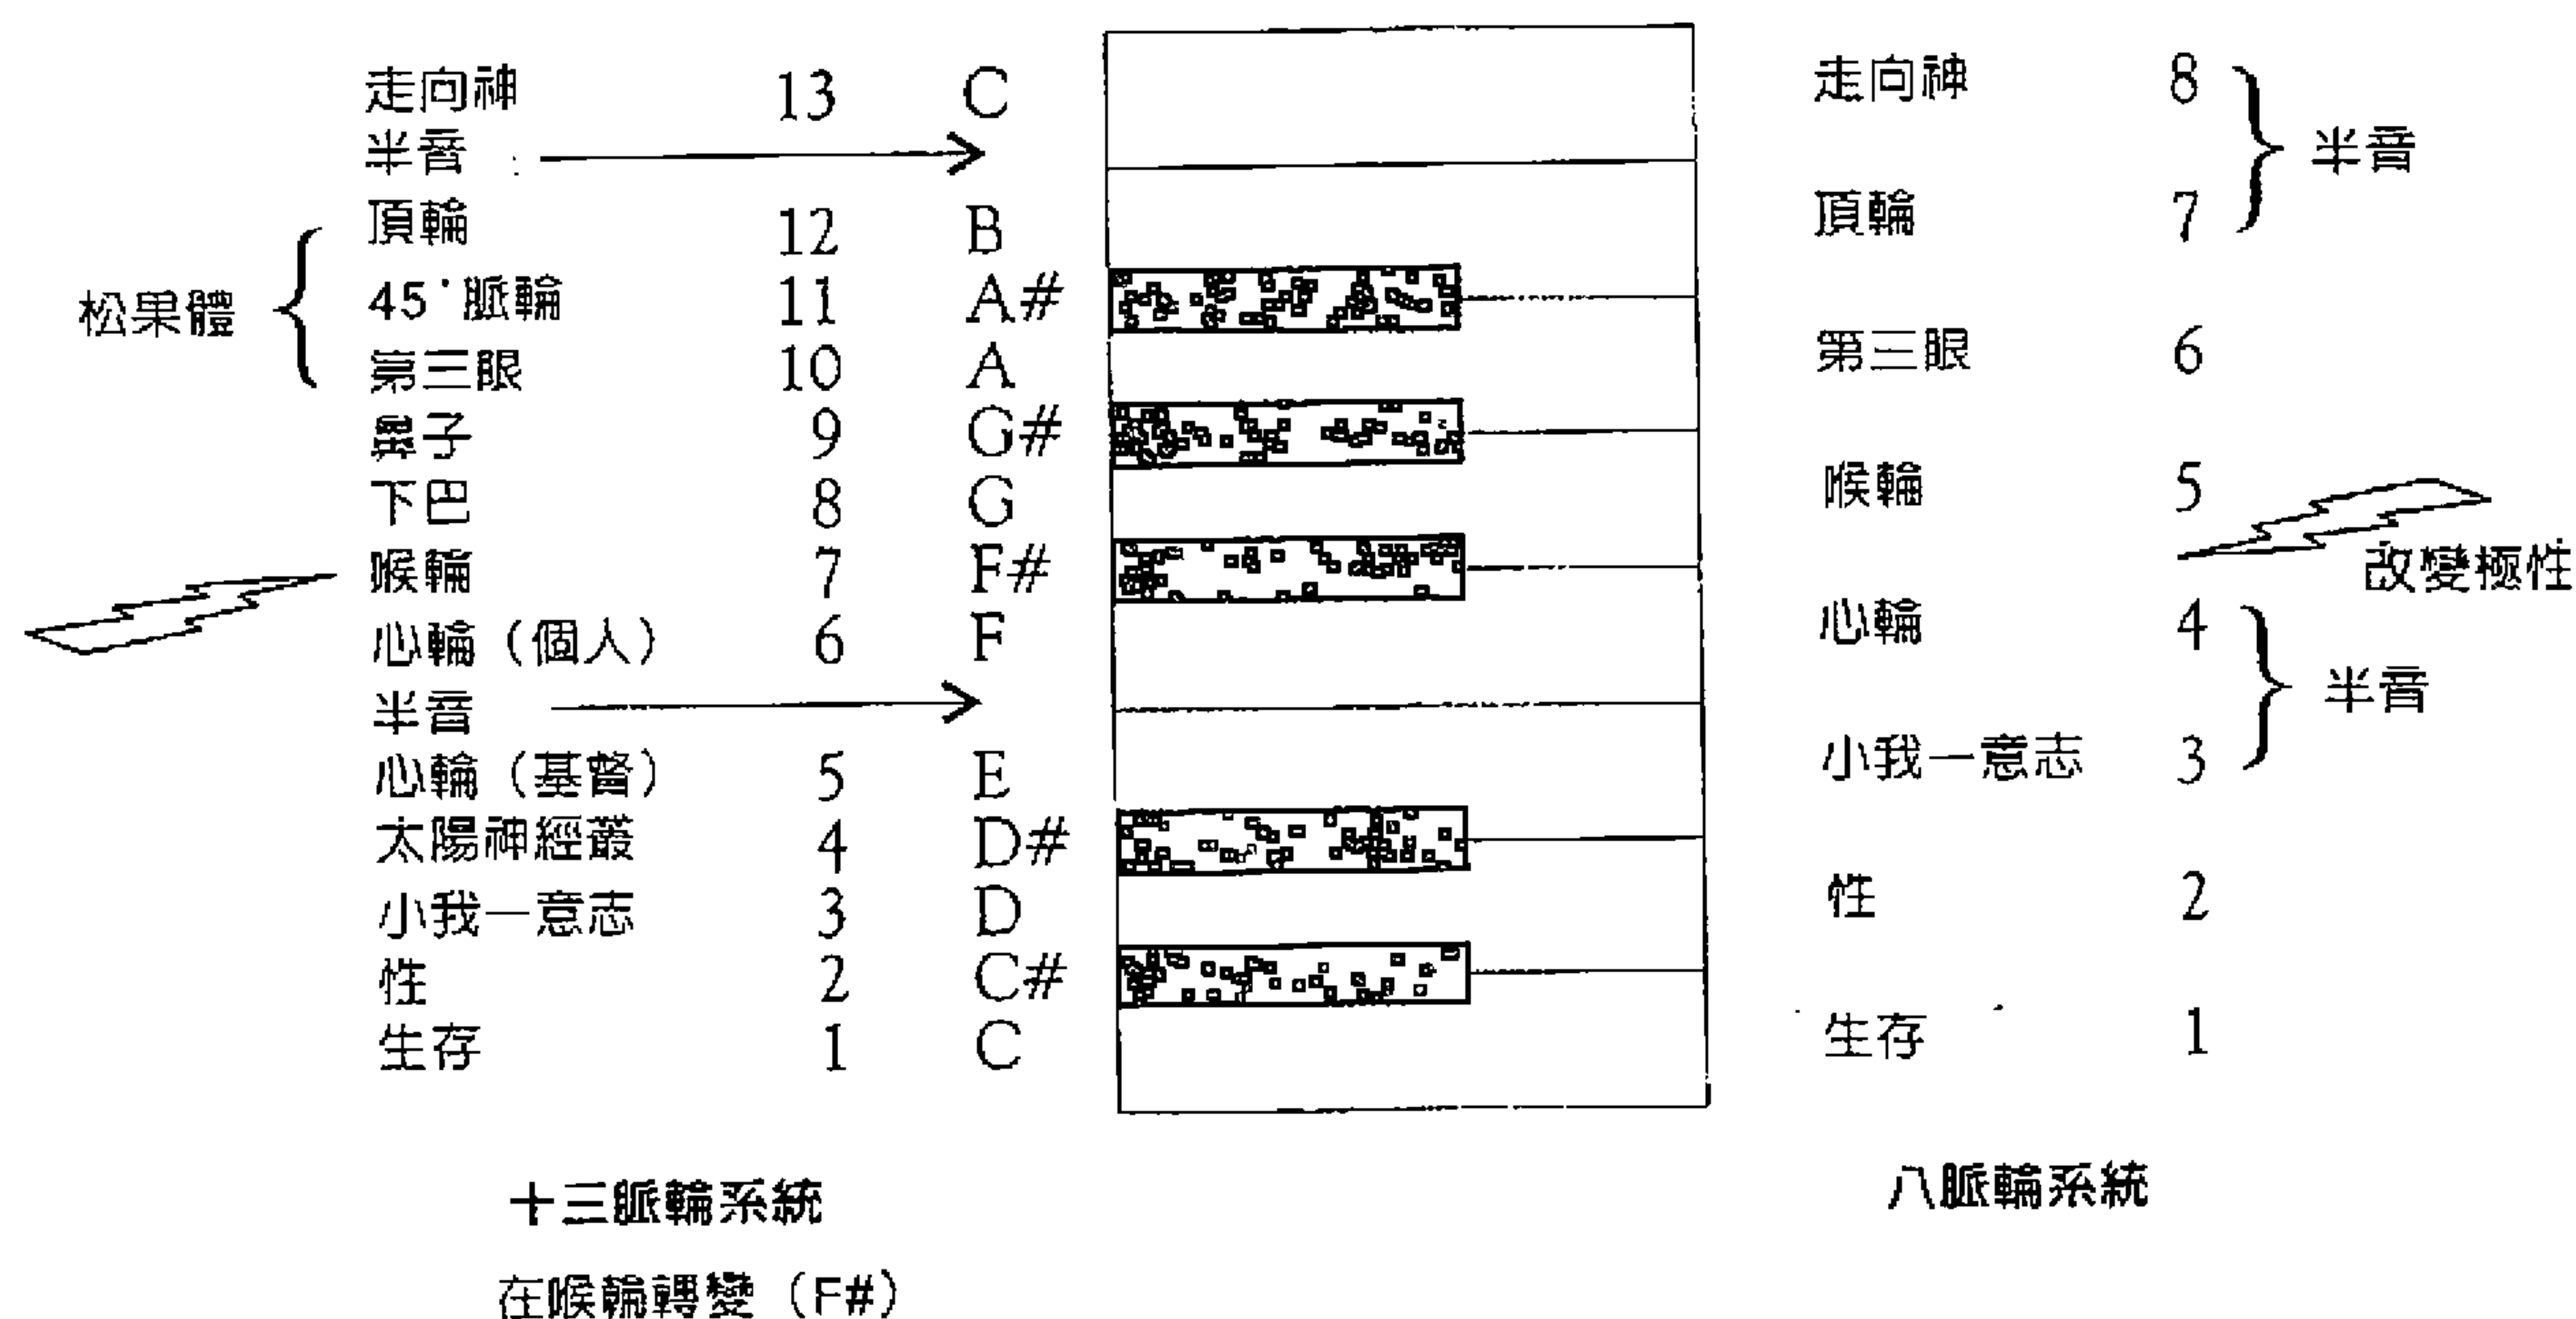 走向神 13 C
半音
頂輪 12 B
45˚脈輪 11 A#
第三眼 10 A
鼻子 9 G#
下巴 8 G
喉輪 7 F#
心輪（個人） 6 F
半音
心輪（基督） 5 E
太陽神經叢 4 D#
小我—意志 3 D
性 2 C#
生存 1 C
松果體
十三脈輪系統
在喉輪轉變（F#）
走向神 8
半音
頂輪 7
第三眼 6
喉輪 5
改變極性
心輪 4
半音
小我—意志 3
性 2
生存 1
八脈輪系統